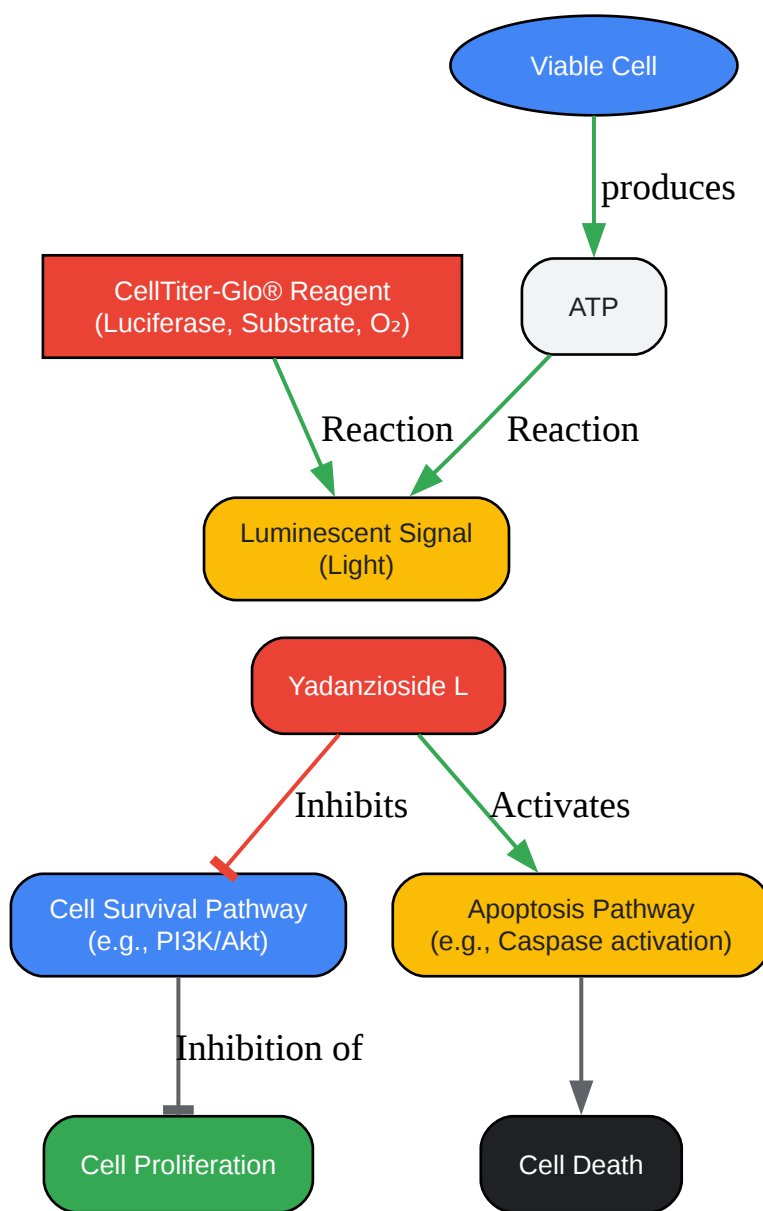 Viable Cell
produces
CellTiter-Glo® Reagent
(Luciferase, Substrate, O₂)
ATP
Reaction
Reaction
Luminescent Signal
(Light)
Yadanzioside L
Inhibits
Activates
Cell Survival Pathway
(e.g., PI3K/Akt)
Apoptosis Pathway
(e.g., Caspase activation)
Inhibition of
Cell Proliferation
Cell Death